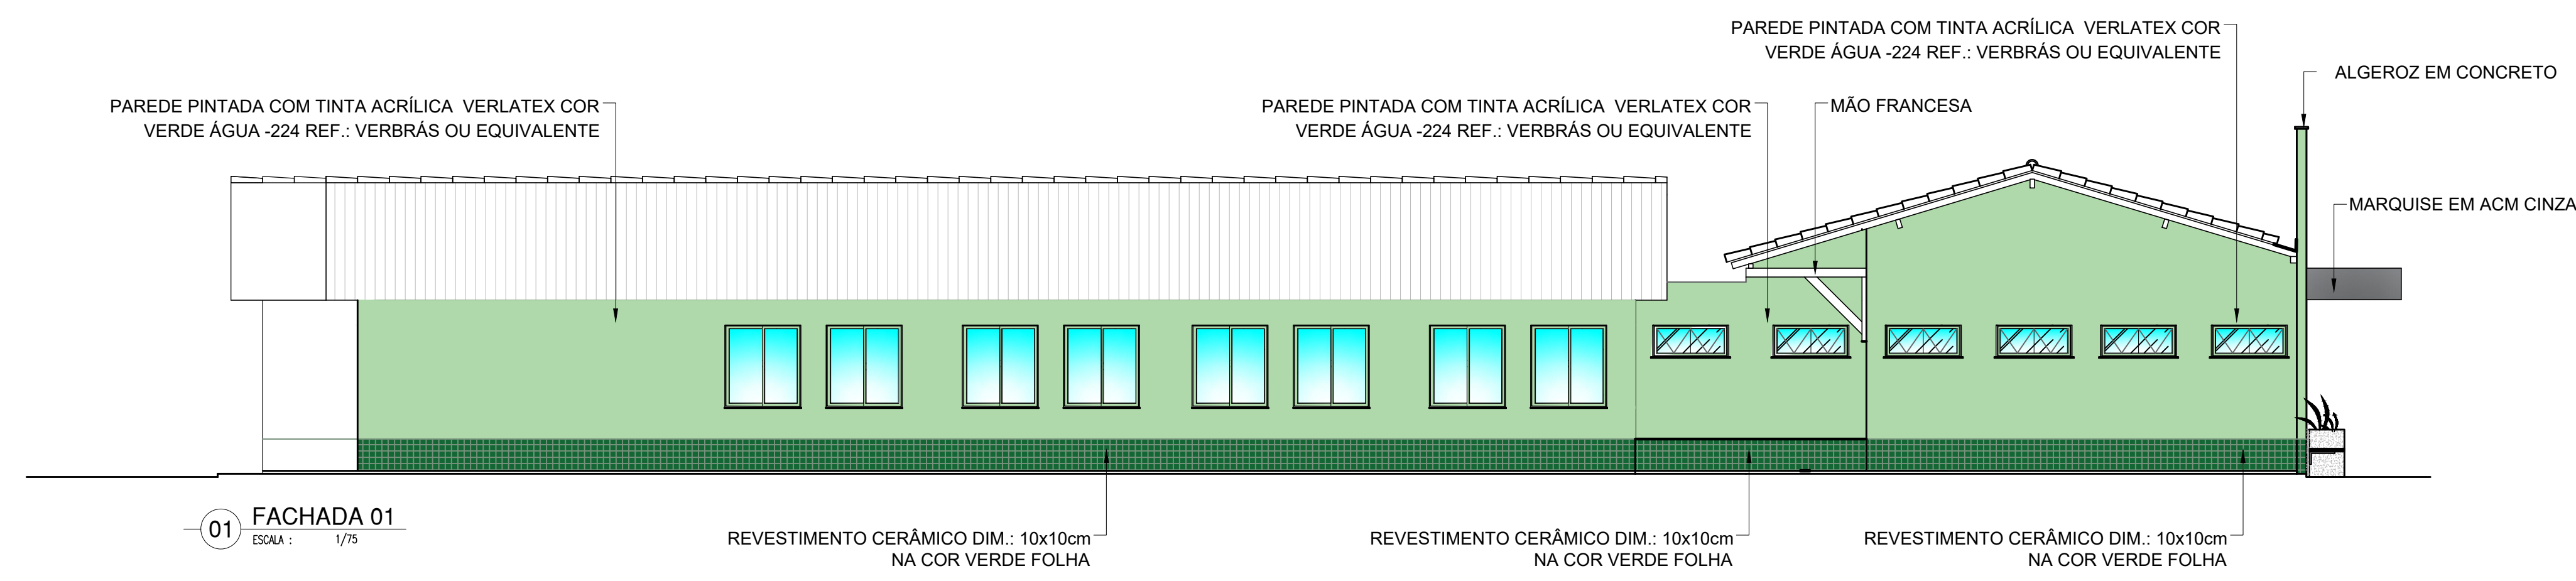 PAREDE PINTADA COM TINTA ACRÍLICA VERLATEX COR
VERDE ÁGUA -224 REF.: VERBRÁS OU EQUIVALENTE
ALGEROZ EM CONCRETO
PAREDE PINTADA COM TINTA ACRÍLICA VERLATEX COR
VERDE ÁGUA -224 REF.: VERBRÁS OU EQUIVALENTE
PAREDE PINTADA COM TINTA ACRÍLICA VERLATEX COR
VERDE ÁGUA -224 REF.: VERBRÁS OU EQUIVALENTE
MÃO FRANCESA
MARQUISE EM ACM CINZA
01
FACHADA 01
ESCALA : 1/75
REVESTIMENTO CERÂMICO DIM.: 10x10cm
NA COR VERDE FOLHA
REVESTIMENTO CERÂMICO DIM.: 10x10cm
NA COR VERDE FOLHA
REVESTIMENTO CERÂMICO DIM.: 10x10cm
NA COR VERDE FOLHA